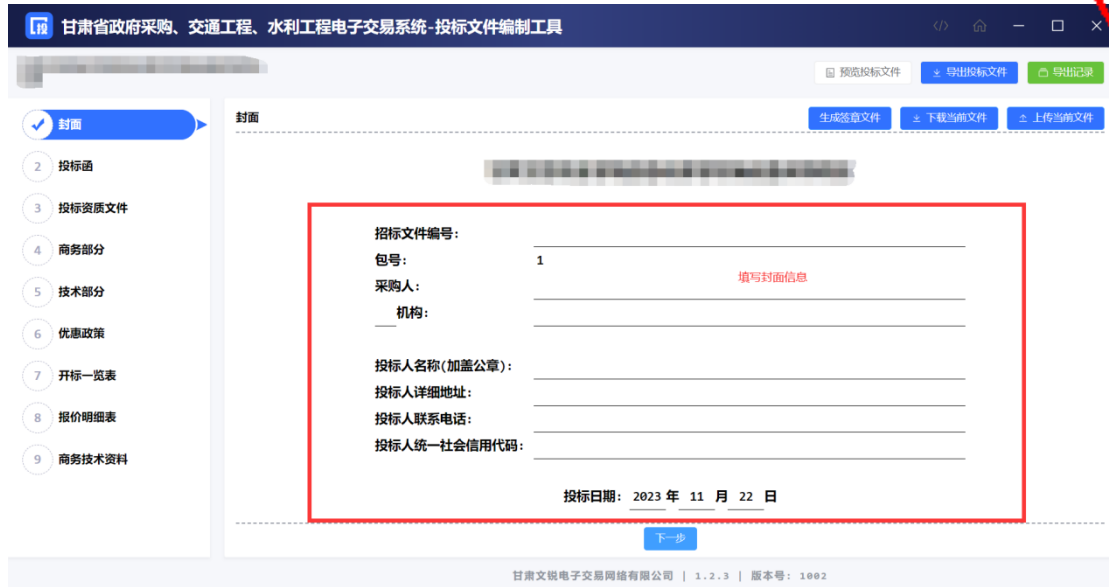 投 甘肃省政府采购、交通工程、水利工程电子交易系统-投标文件编制工具
预览投标文件 导出投标文件 导出记录
封面
2 投标函
3 投标资质文件
4 商务部分
5 技术部分
6 优惠政策
7 开标一览表
8 报价明细表
9 商务技术资料
封面 生成签章文件 下载当前文件 上传当前文件
招标文件编号：
包号： 1
填写封面信息
采购人：
机构：
投标人名称(加盖公章)：
投标人详细地址：
投标人联系电话：
投标人统一社会信用代码：
投标日期： 2023 年 11 月 22 日
下一步
甘肃文锐电子交易网络有限公司 | 1.2.3 | 版本号: 1002